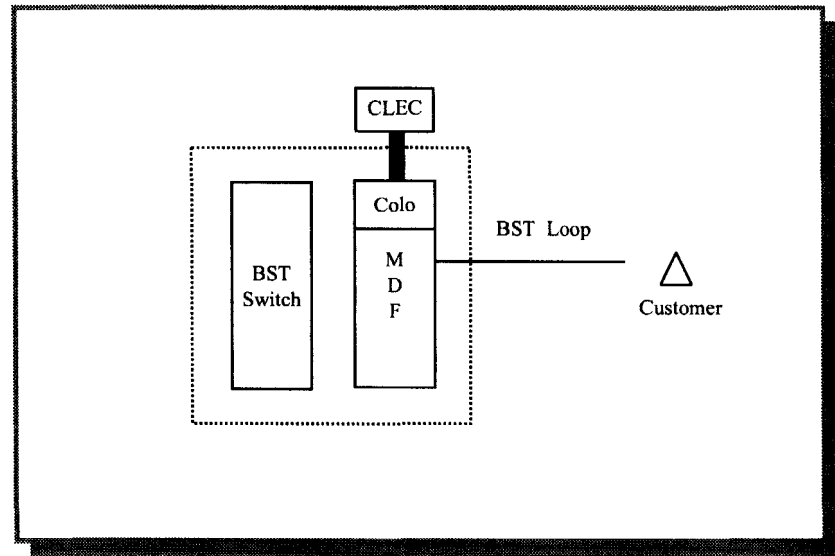 CLEC
Colo
BST
Switch
M
D
F
BST Loop
Customer